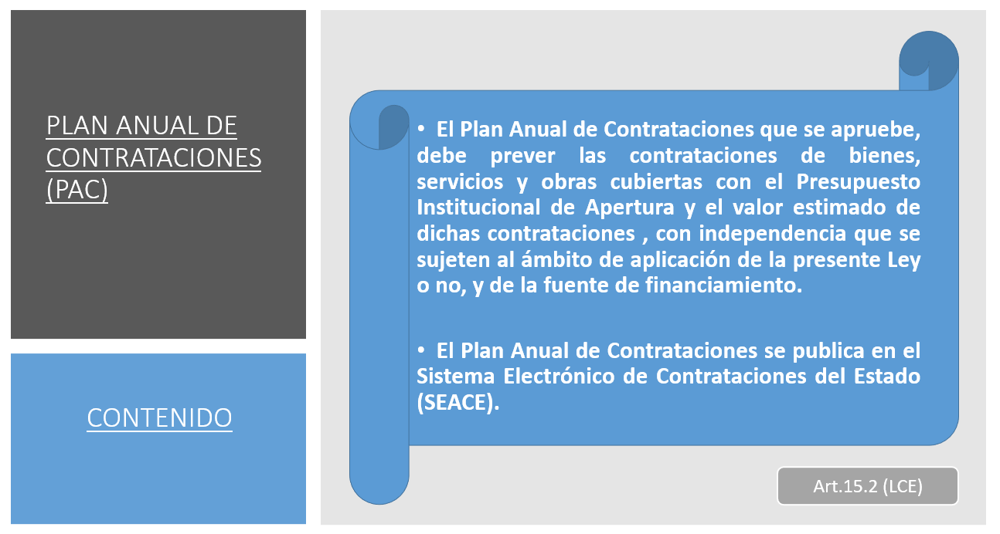 PLAN ANUAL DE
CONTRATACIONES
(PAC)
CONTENIDO
• El Plan Anual de Contrataciones que se apruebe,
debe prever las contrataciones de bienes,
servicios y obras cubiertas con el Presupuesto
Institucional de Apertura y el valor estimado de
dichas contrataciones , con independencia que se
sujeten al ámbito de aplicación de la presente Ley
o no, y de la fuente de financiamiento.
• El Plan Anual de Contrataciones se publica en el
Sistema Electrónico de Contrataciones del Estado
(SEACE).
Art.15.2 (LCE)